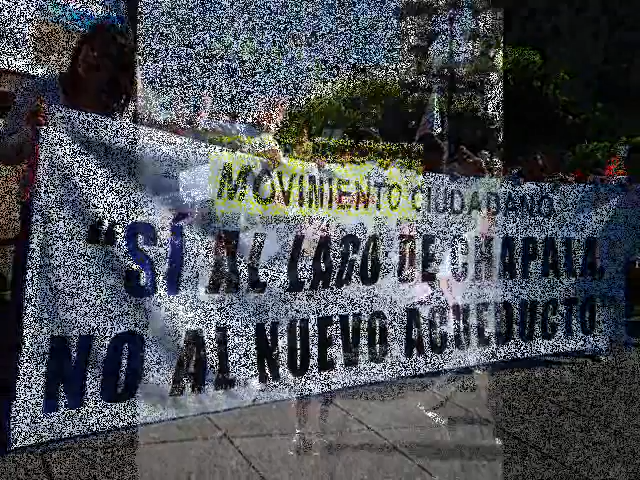 MOVIMIENTO CIUDADANO
"SÍ AL LAGO DE CHAPALA,
NO AL NUEVO ACUEDUCTO"